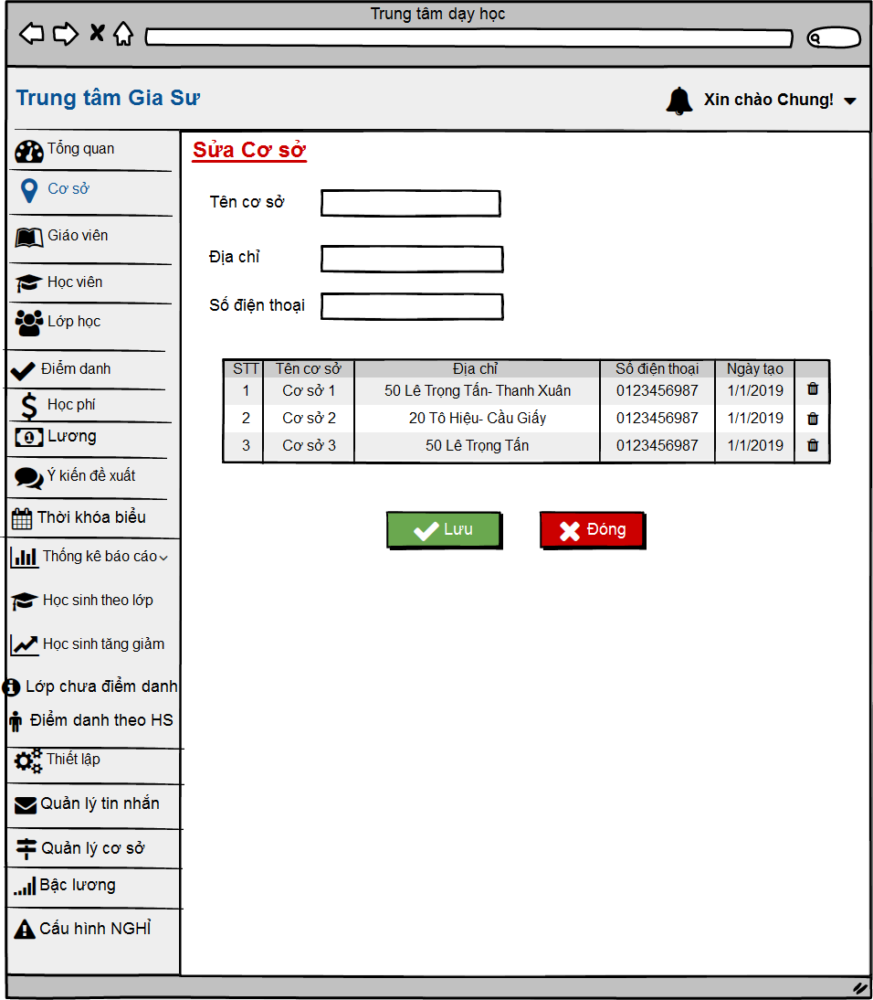 Trung tâm dạy học
Trung tâm Gia Sư
Xin chào Chung!
Tổng quan
Cơ sở
Giáo viên
Học viên
Lớp học
Điểm danh
Học phí
Lương
Ý kiến đề xuất
Thời khóa biểu
Thống kê báo cáo
Học sinh theo lớp
Học sinh tăng giảm
Lớp chưa điểm danh
Điểm danh theo HS
Thiết lập
Quản lý tin nhắn
Quản lý cơ sở
Bậc lương
Cấu hình NGHỈ
Sửa Cơ sở
Tên cơ sở
Địa chỉ
Số điện thoại
STT Tên cơ sở Địa chỉ Số điện thoại Ngày tạo
1 Cơ sở 1 50 Lê Trọng Tấn- Thanh Xuân 0123456987 1/1/2019
2 Cơ sở 2 20 Tô Hiệu- Cầu Giấy 0123456987 1/1/2019
3 Cơ sở 3 50 Lê Trọng Tấn 0123456987 1/1/2019
Lưu
Đóng